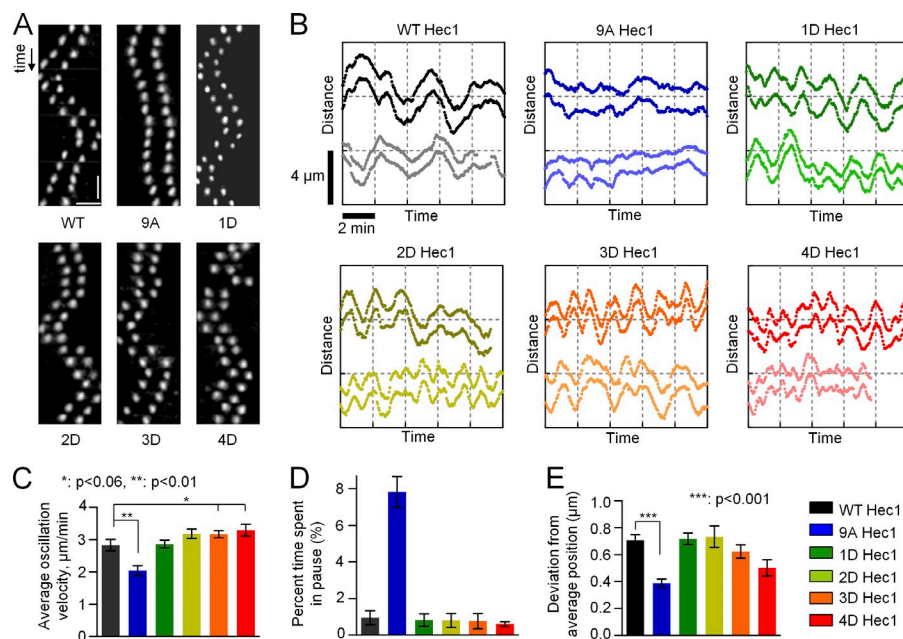 A
time
WT
9A
1D
2D
3D
4D
B
WT Hec1
9A Hec1
1D Hec1
Distance
Distance
Distance
4 µm
Time
Time
Time
2 min
2D Hec1
3D Hec1
4D Hec1
Distance
Distance
Distance
Time
Time
Time
C
*: p<0.06, **: p<0.01
Average oscillation
velocity, µm/min
4
3
2
1
0
**
*
D
Percent time spent
in pause (%)
8
6
4
2
0
E
***: p<0.001
Deviation from
average position (µm)
1.0
0.8
0.6
0.4
0.2
0.0
***
WT Hec1
9A Hec1
1D Hec1
2D Hec1
3D Hec1
4D Hec1